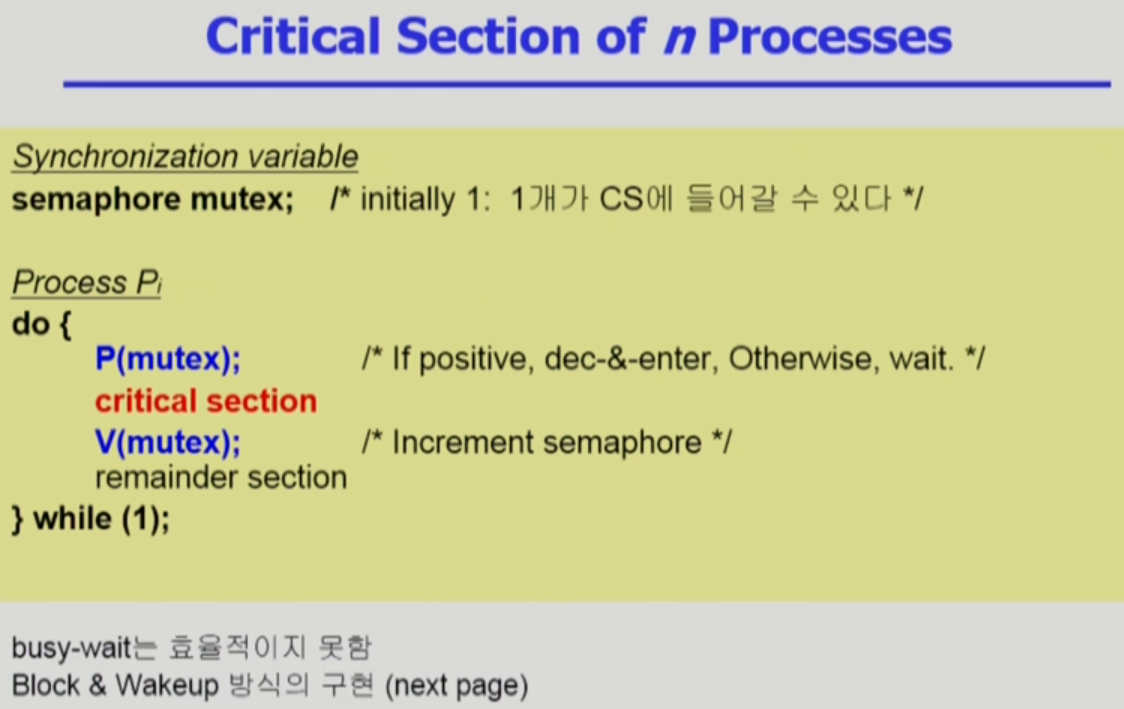 Critical Section of n Processes
Synchronization variable
semaphore mutex; /* initially 1: 1개가 CS에 들어갈 수 있다 */
Process Pi
do {
P(mutex); /* If positive, dec-&-enter, Otherwise, wait. */
critical section
V(mutex); /* Increment semaphore */
remainder section
} while (1);
busy-wait는 효율적이지 못함
Block & Wakeup 방식의 구현 (next page)